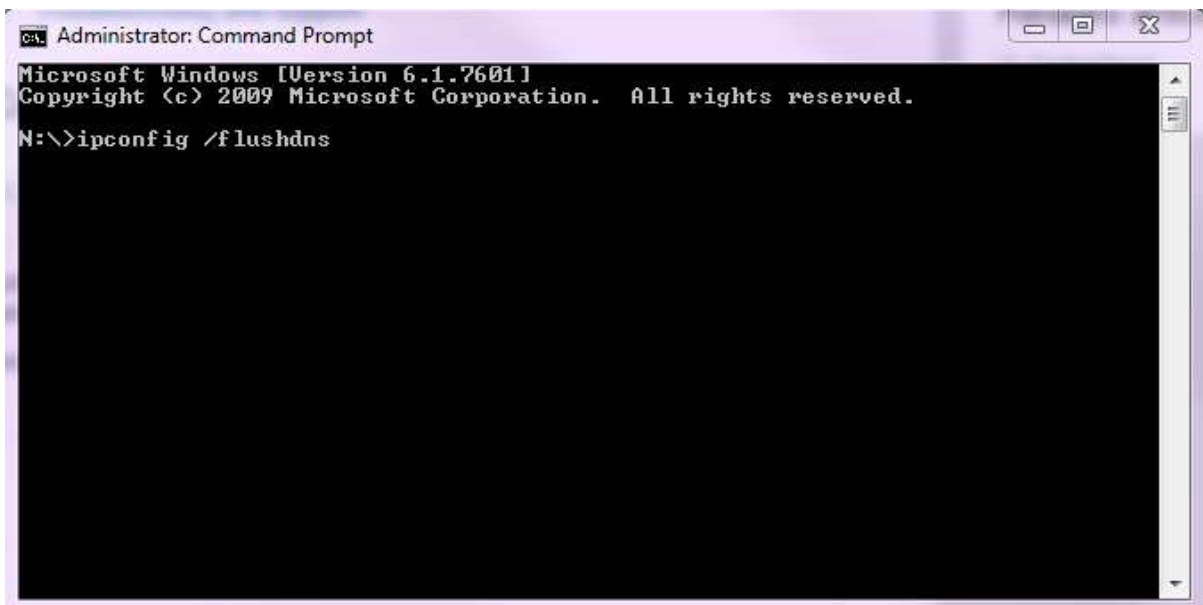 Administrator: Command Prompt
Microsoft Windows [Version 6.1.7601]
Copyright (c) 2009 Microsoft Corporation.  All rights reserved.
N:\>ipconfig /flushdns